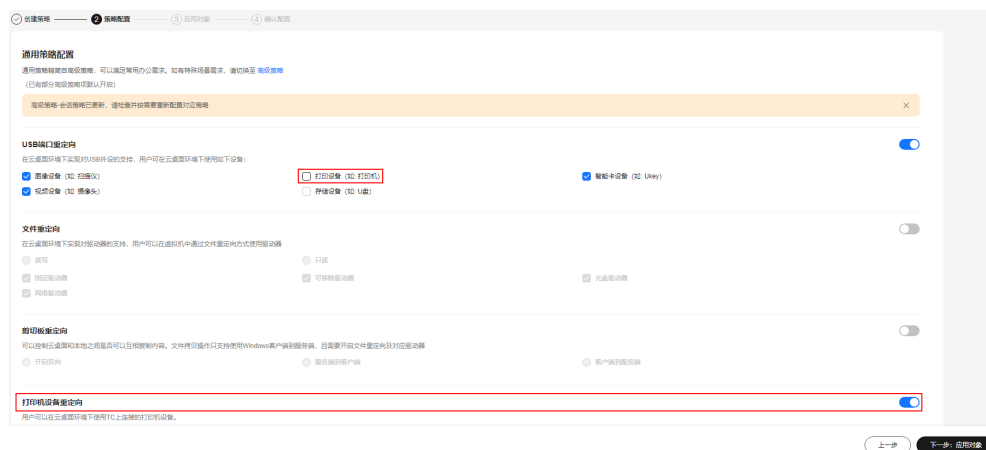 创建策略 2 策略配置 3 应用对象 4 确认配置
通用策略配置
通用策略精简自高级策略，可以满足常用办公需求。如有特殊场景需求，请切换至 高级策略
（已有部分高级策略项默认开启）
高级策略-会话策略已更新，请检查并按需要重新配置对应策略
USB端口重定向
在云桌面环境下实现对USB外设的支持，用户可在云桌面环境下使用如下设备：
图像设备（如: 扫描仪） 打印设备（如: 打印机） 智能卡设备（如: Ukey）
视频设备（如: 摄像头） 存储设备（如: U盘）
文件重定向
在云桌面环境下实现对驱动器的支持，用户可以在虚拟机中通过文件重定向方式使用驱动器
读写 只读
固定驱动器 可移除驱动器 光盘驱动器
网络驱动器
剪切板重定向
可以控制云桌面和本地之间是否可以互相复制内容。文件拷贝操作只支持使用Windows客户端到服务端，且需要开启文件重定向及对应驱动器
开启双向 服务端到客户端 客户端到服务端
打印机设备重定向
用户可以在云桌面环境下使用TC上连接的打印机设备。
上一步 下一步：应用对象